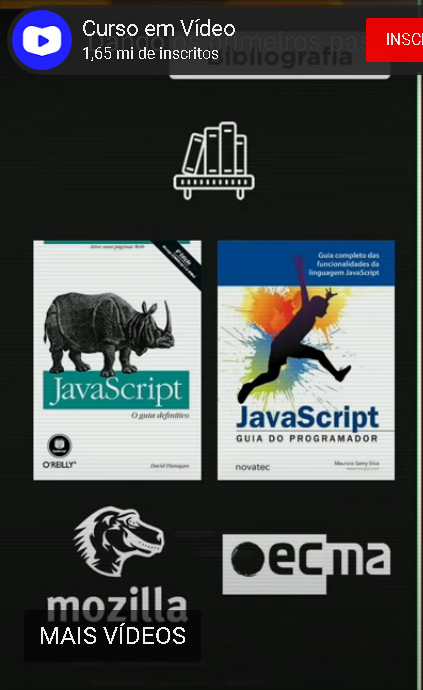 Curso em Vídeo
1,65 mi de inscritos
INSC
Bibliografia
Guia completo das
funcionalidades da
linguagem JavaScript
JavaScript
O guia definitivo
O'REILLY
David Flanagan
JavaScript
GUIA DO PROGRAMADOR
novatec
Maurício Samy Silva
mozilla
ecma
MAIS VÍDEOS